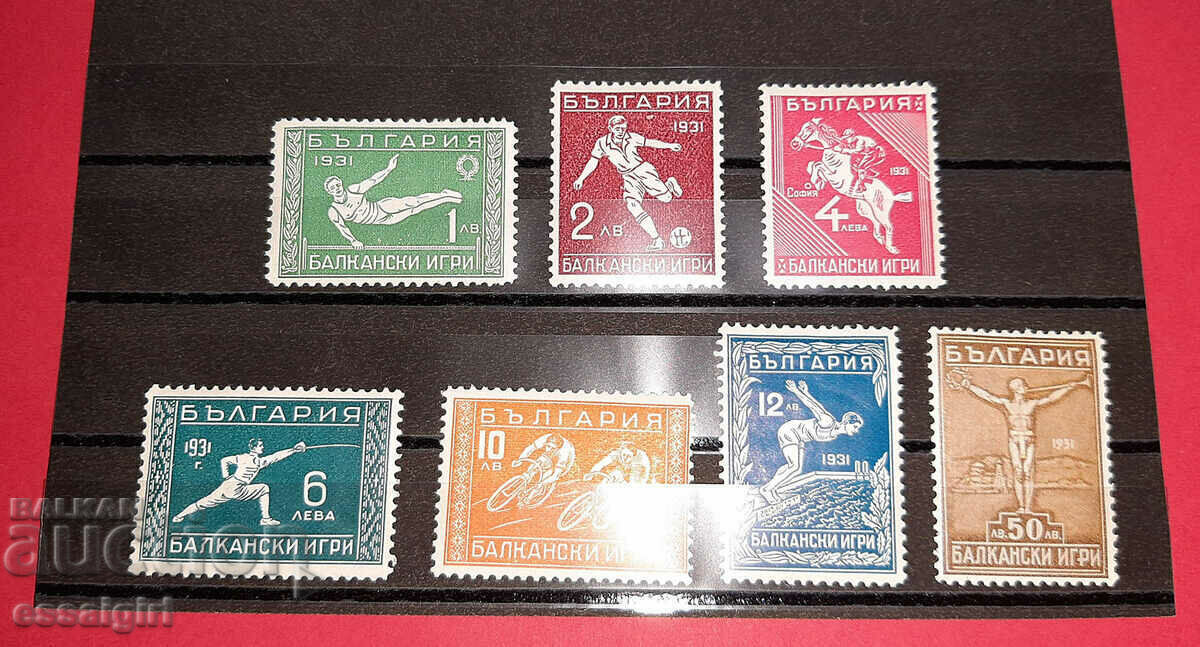 БЪЛГАРИЯ
1931
1 ЛВ.
БАЛКАНСКИ ИГРИ
БЪЛГАРИЯ
1931
2 ЛВ
БАЛКАНСКИ ИГРИ
БЪЛГАРИЯ
1931
София
4
ЛЕВА
БАЛКАНСКИ ИГРИ
БЪЛГАРИЯ
1931
г.
6
ЛЕВА
БАЛКАНСКИ ИГРИ
БЪЛГАРИЯ
10
ЛВ
БАЛКАНСКИ
БЪЛГАРИЯ
12 ЛВ.
1931
БАЛКАНСКИ ИГРИ
БЪЛГАРИЯ
1931
ЛВ. 50 ЛВ.
БАЛКАНСКИ ИГРИ
BALKAN
auction
essaigirl